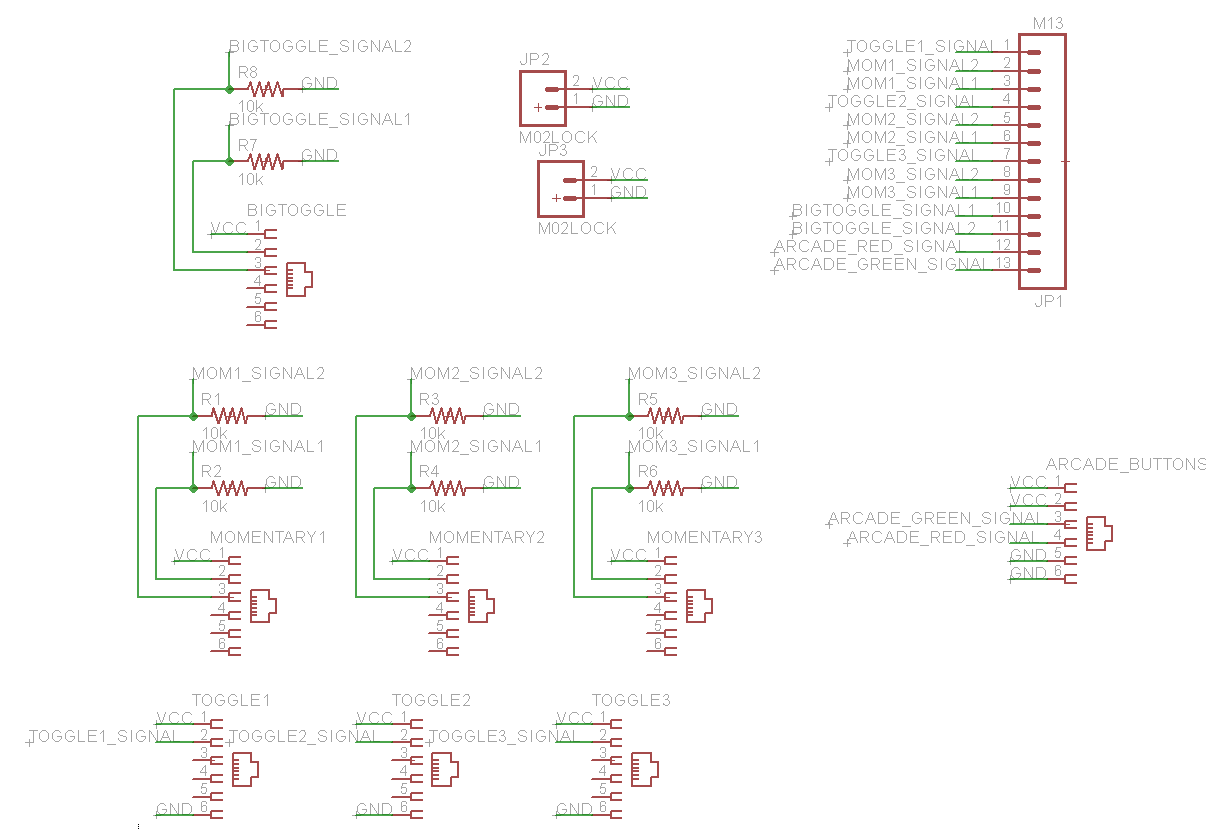 BIGTOGGLE_SIGNAL2
R8
GND
10k
BIGTOGGLE_SIGNAL1
R7
GND
10k
BIGTOGGLE
VCC 1
2
3
4
5
6
JP2
2 VCC
1 GND
M02LOCK
JP3
2 VCC
1 GND
M02LOCK
M13
TOGGLE1_SIGNAL 1
MOM1_SIGNAL2 2
MOM1_SIGNAL1 3
TOGGLE2_SIGNAL 4
MOM2_SIGNAL2 5
MOM2_SIGNAL1 6
TOGGLE3_SIGNAL 7
MOM3_SIGNAL2 8
MOM3_SIGNAL1 9
BIGTOGGLE_SIGNAL1 10
BIGTOGGLE_SIGNAL2 11
ARCADE_RED_SIGNAL 12
ARCADE_GREEN_SIGNAL 13
JP1
MOM1_SIGNAL2
R1
GND
10k
MOM1_SIGNAL1
R2
GND
10k
MOMENTARY1
VCC 1
2
3
4
5
6
MOM2_SIGNAL2
R3
GND
10k
MOM2_SIGNAL1
R4
GND
10k
MOMENTARY2
VCC 1
2
3
4
5
6
MOM3_SIGNAL2
R5
GND
10k
MOM3_SIGNAL1
R6
GND
10k
MOMENTARY3
VCC 1
2
3
4
5
6
ARCADE_BUTTONS
VCC 1
VCC 2
ARCADE_GREEN_SIGNAL 3
ARCADE_RED_SIGNAL 4
GND 5
GND 6
TOGGLE1
VCC 1
TOGGLE1_SIGNAL 2
3
4
5
GND 6
TOGGLE2
VCC 1
TOGGLE2_SIGNAL 2
3
4
5
GND 6
TOGGLE3
VCC 1
TOGGLE3_SIGNAL 2
3
4
5
GND 6